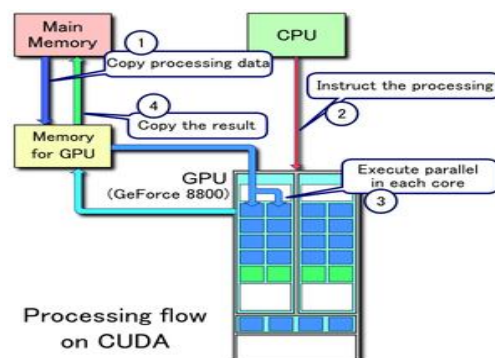 Main
Memory
1
Copy processing data
CPU
Instruct the processing
2
4
Copy the result
Memory
for GPU
GPU
(GeForce 8800)
Execute parallel
in each core
3
Processing flow
on CUDA